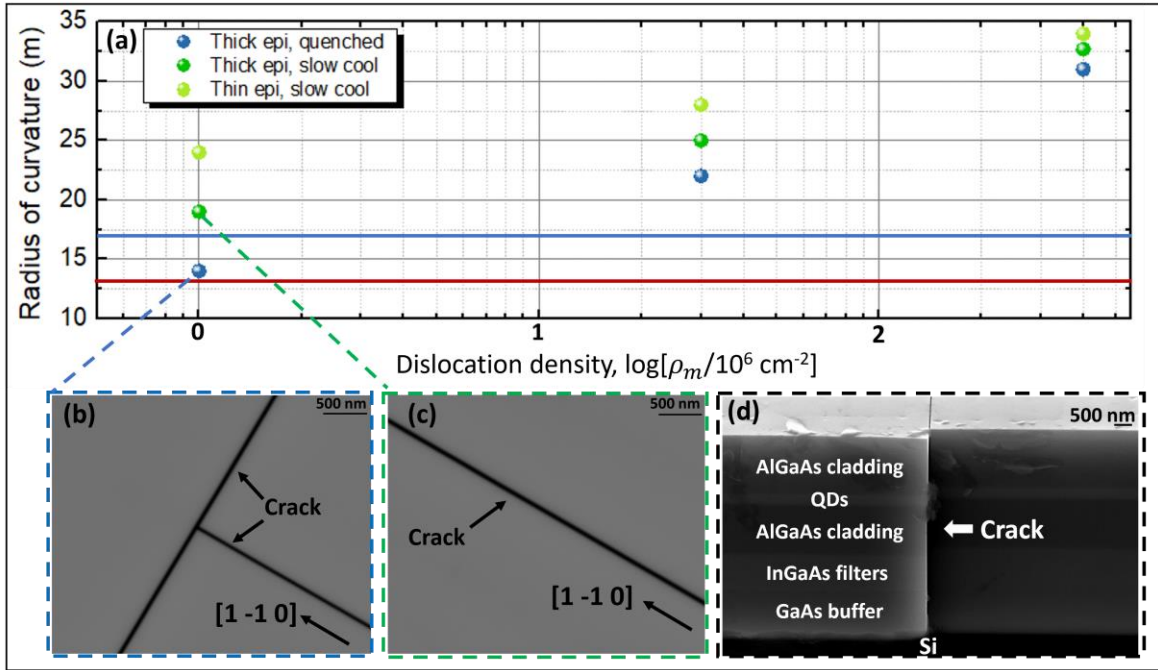 (a)
Thick epi, quenched
Thick epi, slow cool
Thin epi, slow cool
Radius of curvature (m)
35
30
25
20
15
10
0
1
2
Dislocation density, log[ρₘ/10⁶ cm⁻²]
(b)
500 nm
Crack
[1 -1 0]
(c)
500 nm
Crack
[1 -1 0]
(d)
500 nm
AlGaAs cladding
QDs
AlGaAs cladding
Crack
InGaAs filters
GaAs buffer
Si